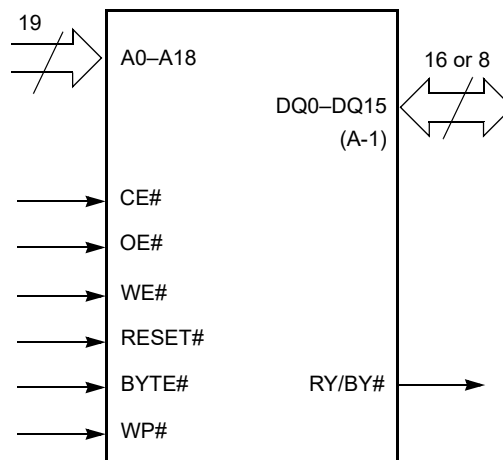 19
A0–A18
16 or 8
DQ0–DQ15
(A-1)
CE#
OE#
WE#
RESET#
BYTE#
RY/BY#
WP#